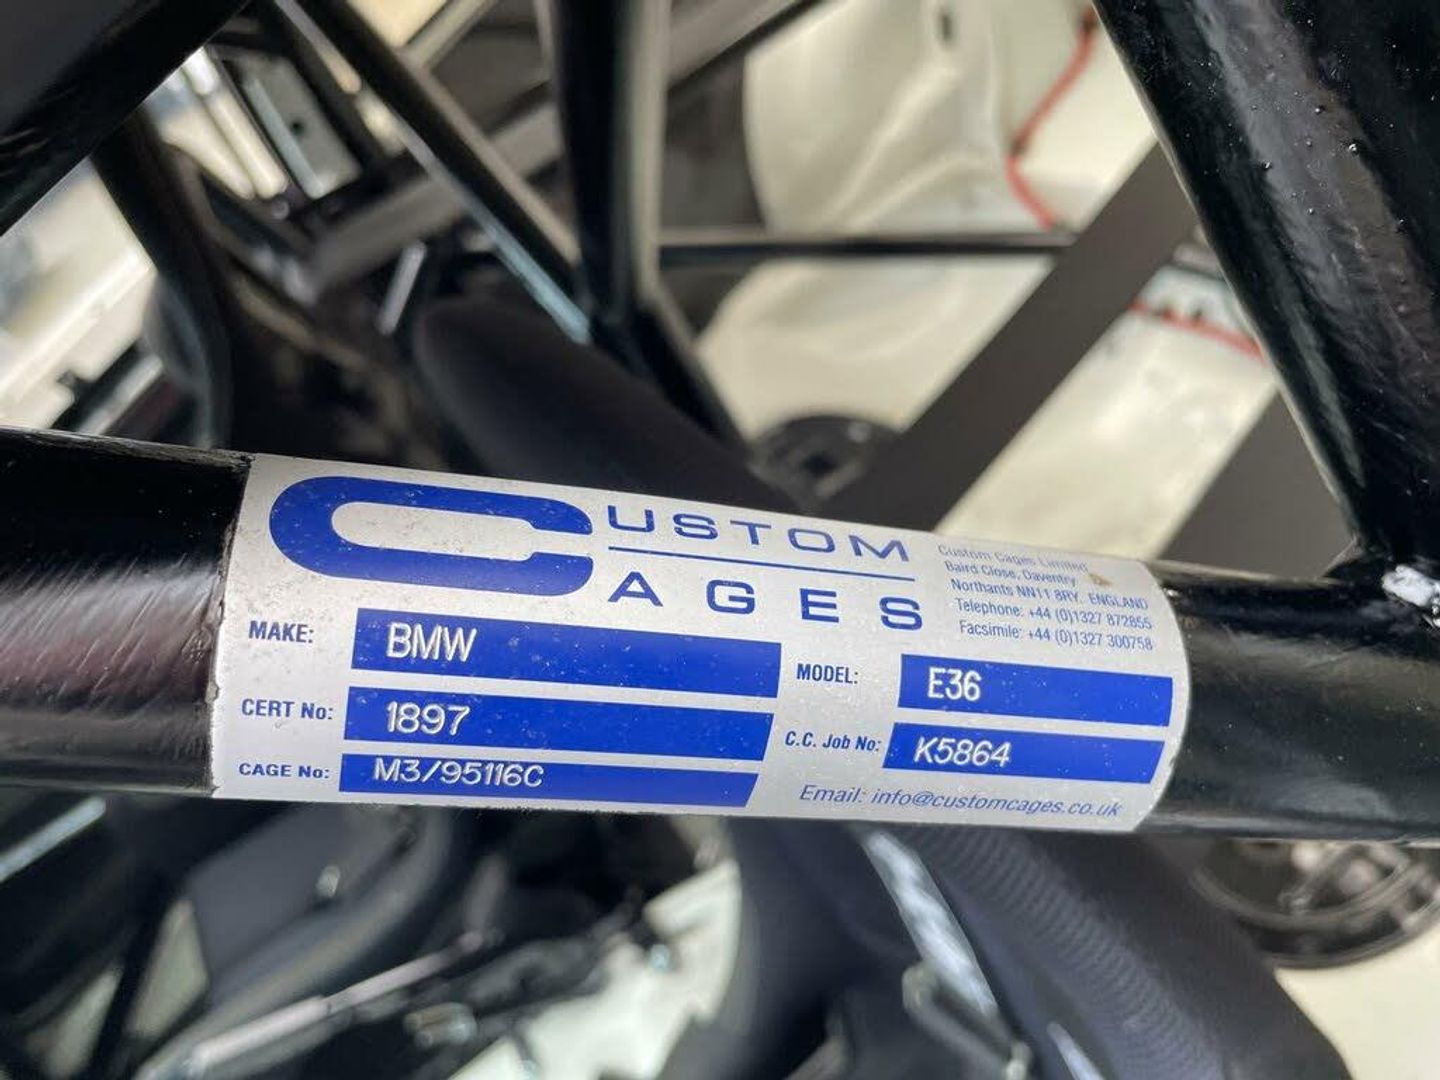 CUSTOM
CAGES
Custom Cages Limited
Baird Close, Daventry
Northants NN11 8RY. ENGLAND
Telephone: +44 (0)1327 872855
Facsimile: +44 (0)1327 300758
MAKE: BMW
MODEL: E36
CERT No: 1897
C.C. Job No: K5864
CAGE No: M3/95116C
Email: info@customcages.co.uk